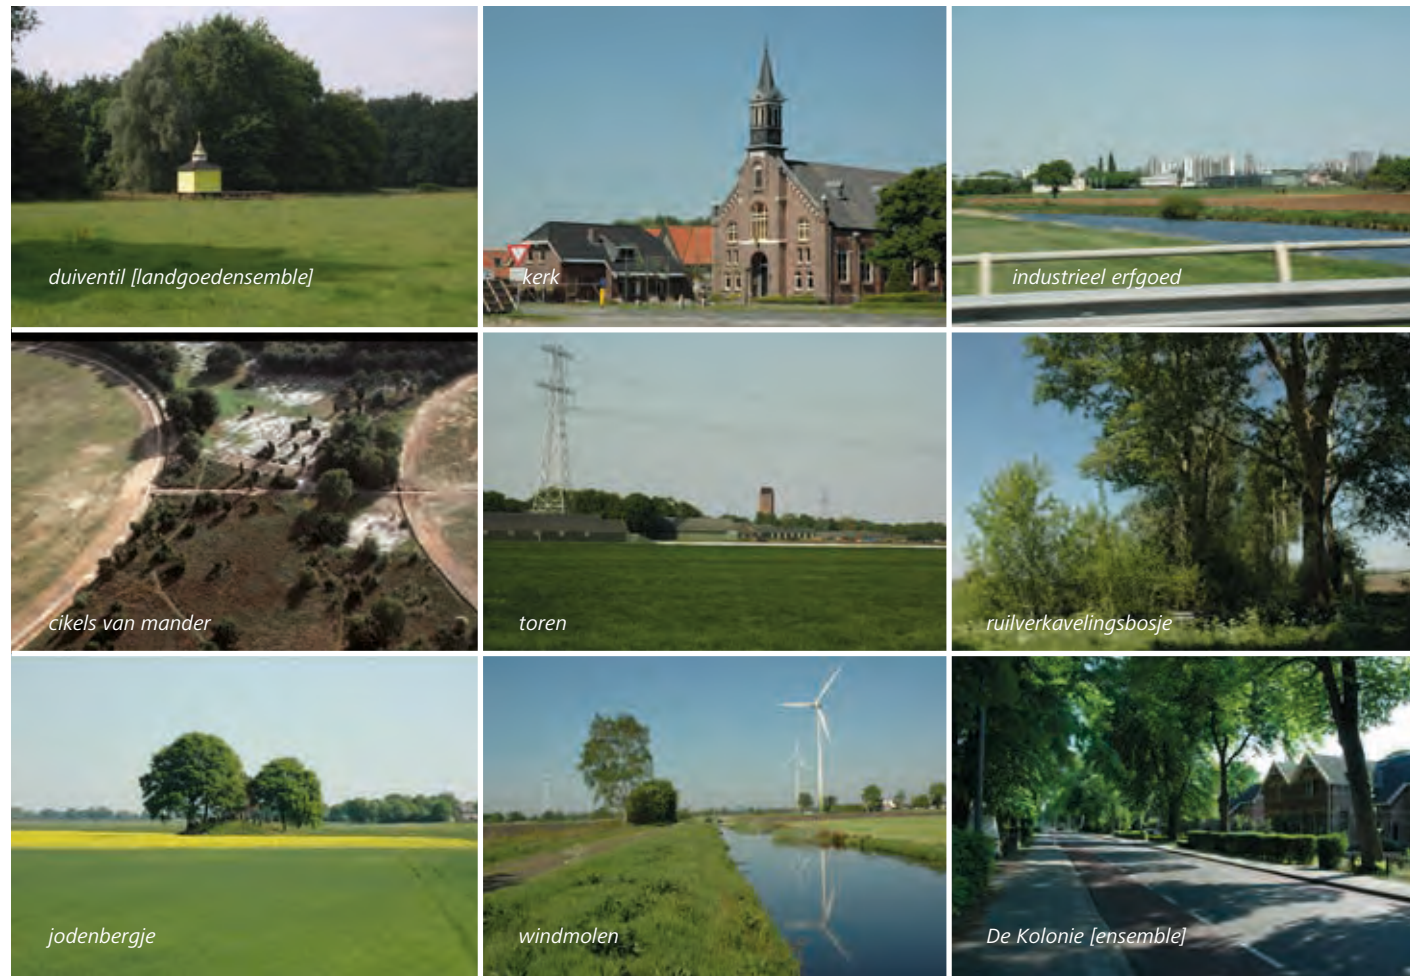 duiventil [landgoedensemble]
kerk
industrieel erfgoed
cikels van mander
toren
ruilverkavelingsbosje
jodenbergje
windmolen
De Kolonie [ensemble]